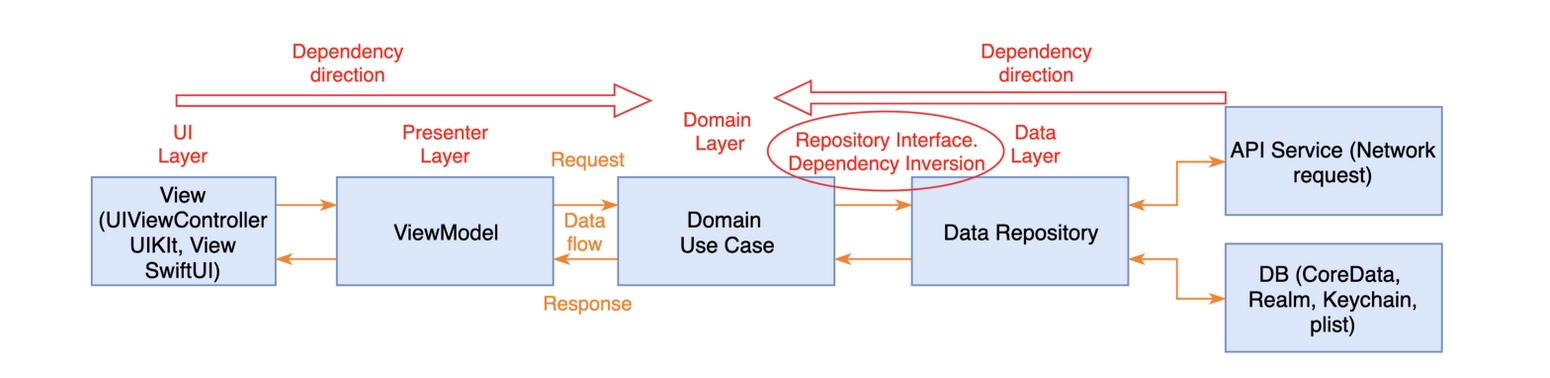 Dependency
direction
Dependency
direction
UI
Layer
Presenter
Layer
Request
Domain
Layer
Repository Interface.
Dependency Inversion
Data
Layer
View
(UIViewController
UIKIt, View
SwiftUI)
ViewModel
Data
flow
Response
Domain
Use Case
Data Repository
API Service (Network
request)
DB (CoreData,
Realm, Keychain,
plist)